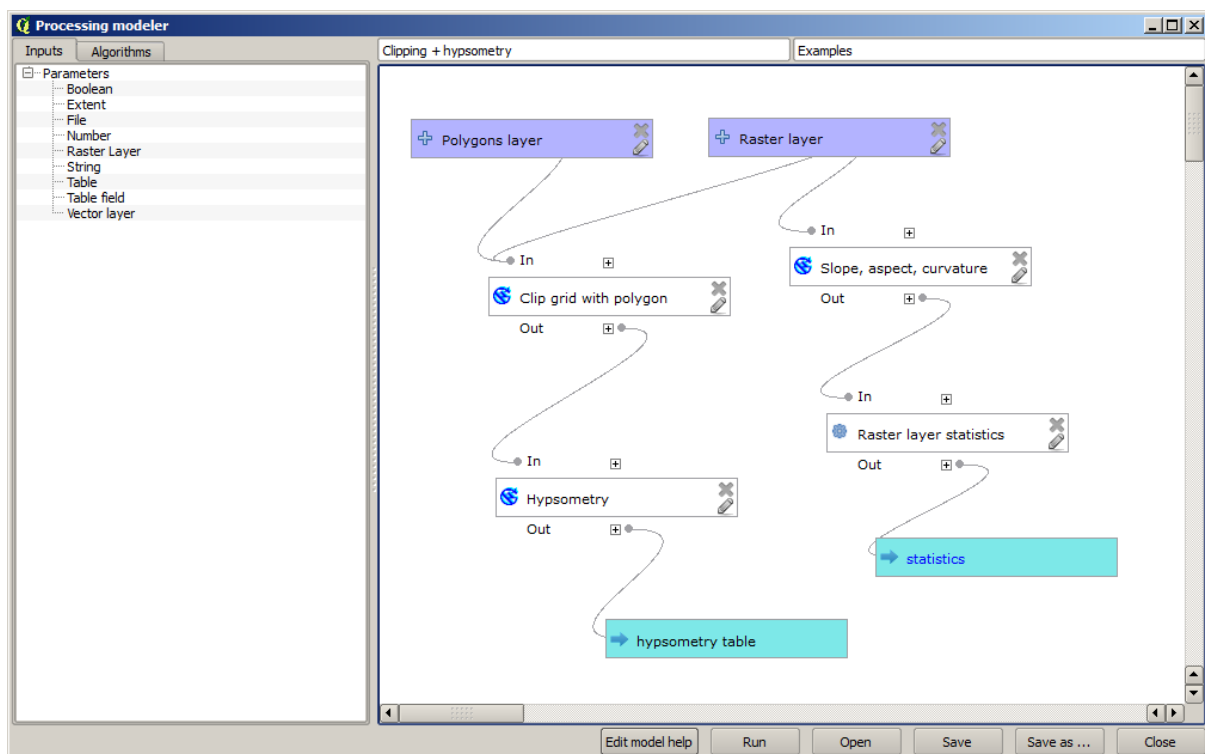 Processing modeler
Inputs
Algorithms
Parameters
Boolean
Extent
File
Number
Raster Layer
String
Table
Table field
Vector layer
Clipping + hypsometry
Examples
Polygons layer
Raster layer
In
Slope, aspect, curvature
Out
In
Clip grid with polygon
Out
In
Raster layer statistics
Out
In
Hypsometry
Out
statistics
hypsometry table
Edit model help
Run
Open
Save
Save as ...
Close